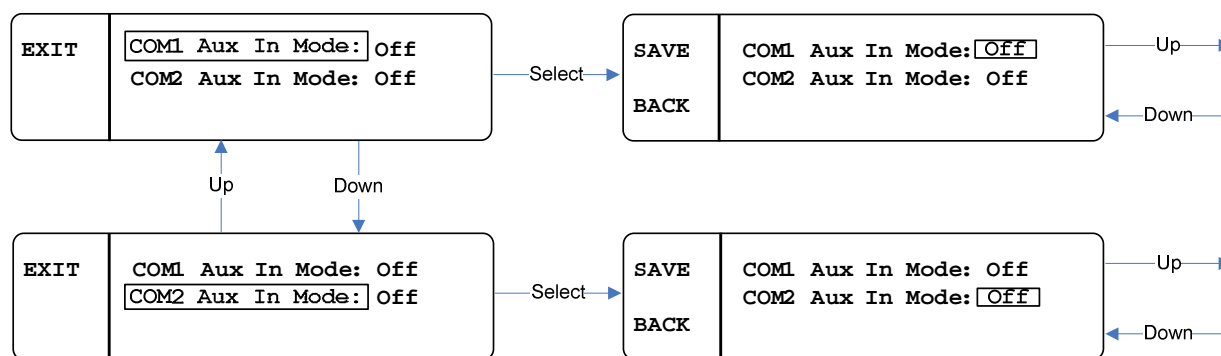 EXIT
COM1 Aux In Mode: Off
COM2 Aux In Mode: Off
Select
SAVE
BACK
COM1 Aux In Mode: Off
COM2 Aux In Mode: Off
Up
Down
Up
Down
EXIT
COM1 Aux In Mode: Off
COM2 Aux In Mode: Off
Select
SAVE
BACK
COM1 Aux In Mode: Off
COM2 Aux In Mode: Off
Up
Down